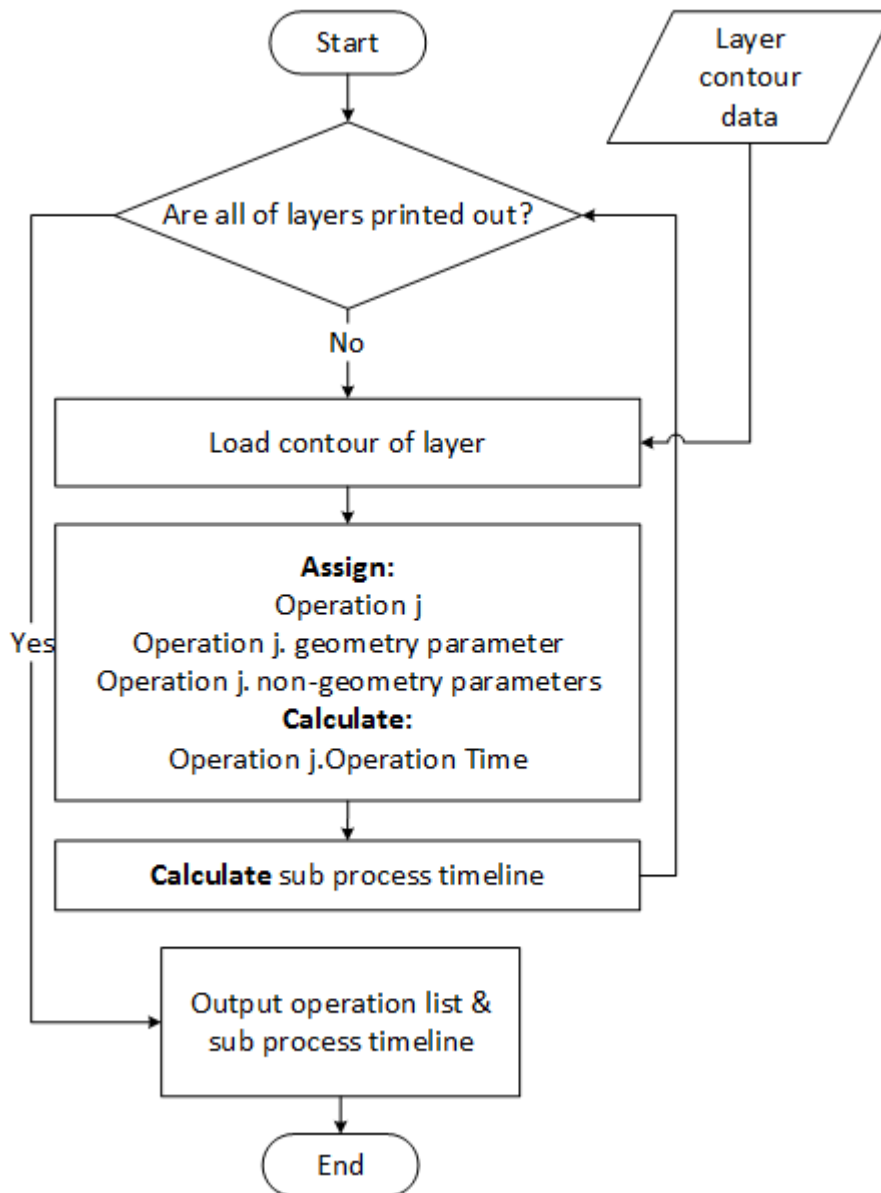 Start
Layer
contour
data
Are all of layers printed out?
No
Load contour of layer
Assign:
Operation j
Operation j. geometry parameter
Yes
Operation j. non-geometry parameters
Calculate:
Operation j.Operation Time
Calculate sub process timeline
Output operation list &
sub process timeline
End